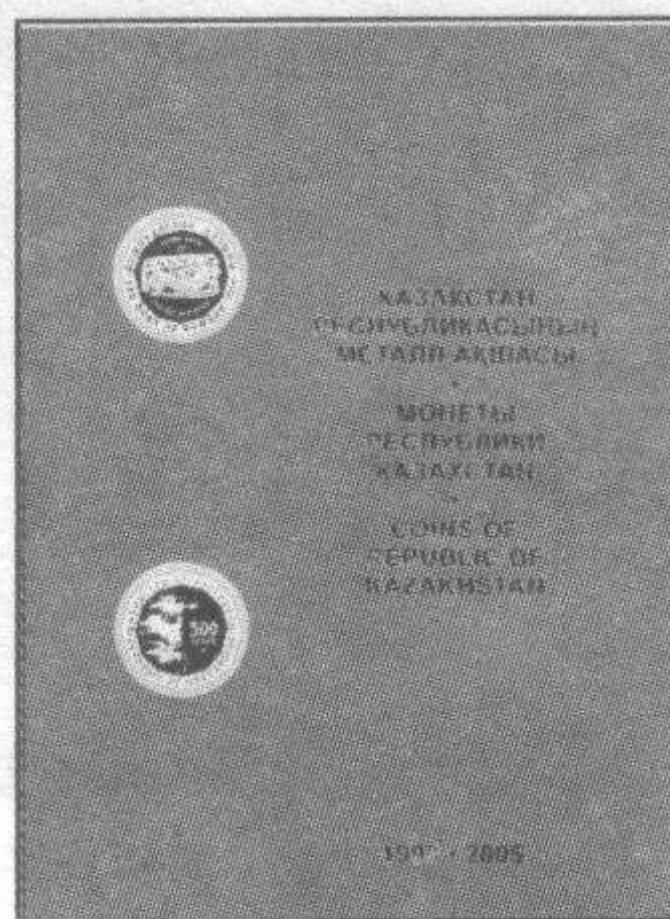 ҚАЗАҚСТАН
РЕСПУБЛИКАСЫНЫҢ
МЕТАЛЛ АҚШАСЫ
•
МОНЕТЫ
РЕСПУБЛИКИ
КАЗАХСТАН
•
COINS OF
REPUBLIC OF
KAZAKHSTAN
2005